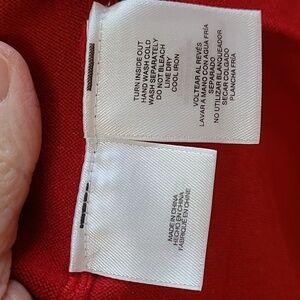 TURN INSIDE OUT
HAND WASH COLD
WASH SEPARATELY
DO NOT BLEACH
LINE DRY
COOL IRON
VOLTEAR AL REVÉS
LAVAR A MANO CON AGUA FRÍA
SEPARADO
NO UTILIZAR BLANQUEADOR
SECAR COLGADO
PLANCHA FRÍA
MADE IN CHINA
HECHO EN CHINA
FABRIQUÉ EN CHINE